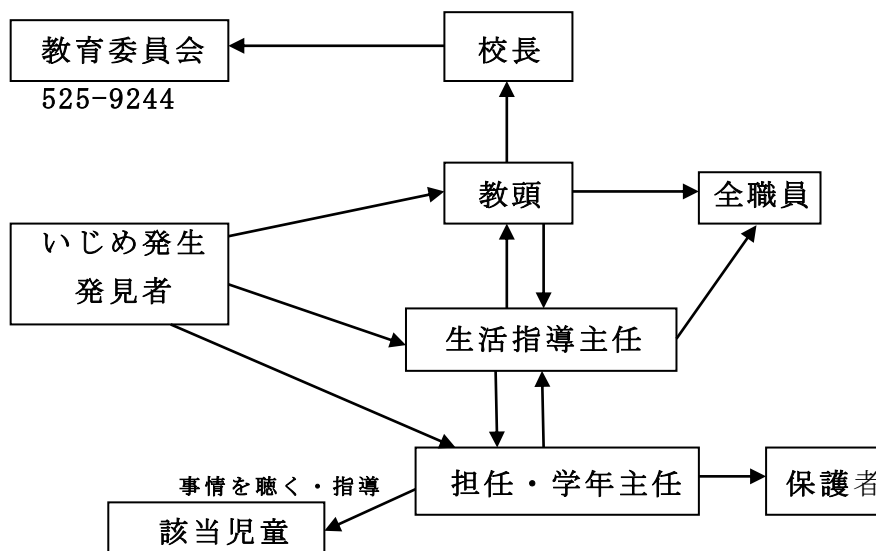 教育委員会
校長
525-9244
教頭
全職員
いじめ発生
発見者
生活指導主任
担任・学年主任
保護者
事情を聴く・指導
該当児童